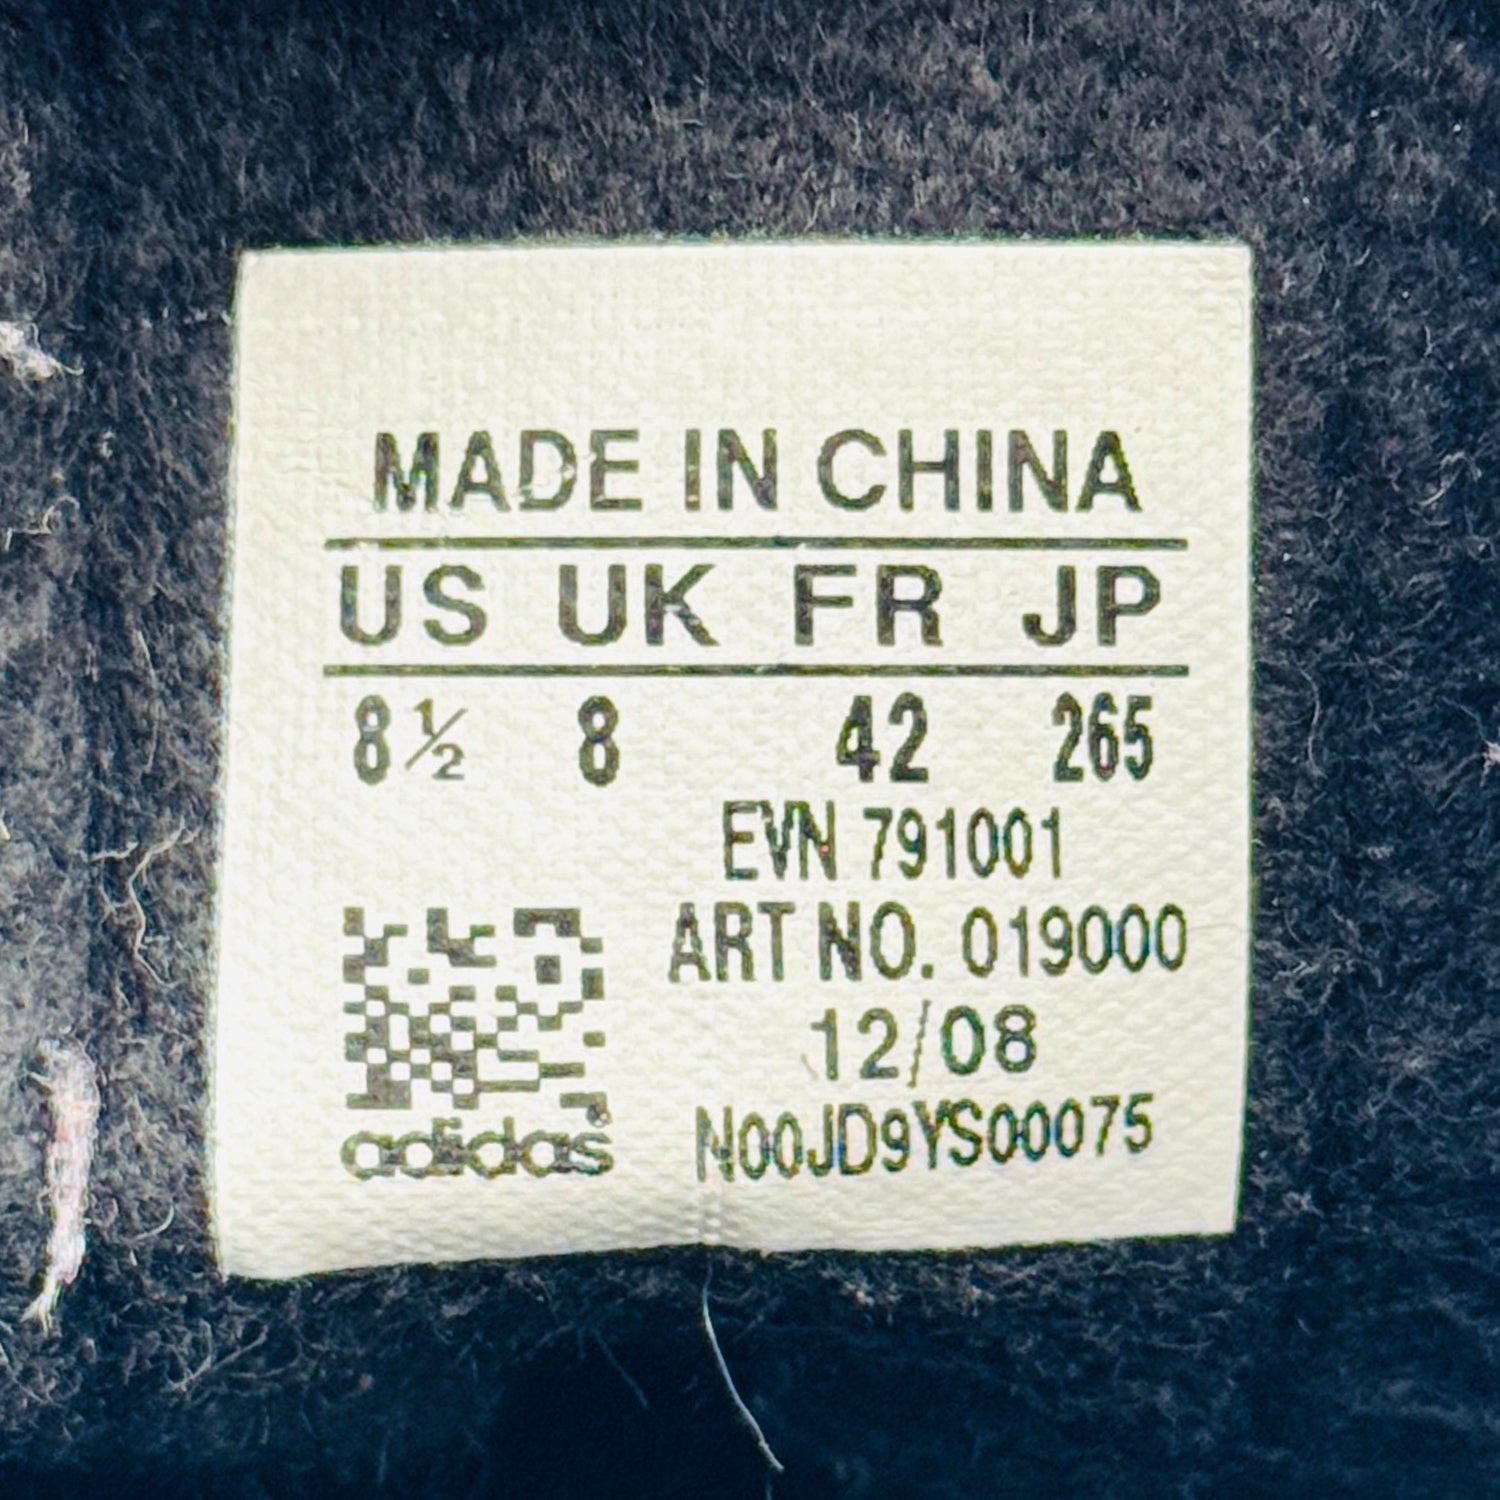 MADE IN CHINA
US UK FR JP
8½ 8 42 265
EVN 791001
ART NO. 019000
12/08
N00JD9YS00075
adidas®